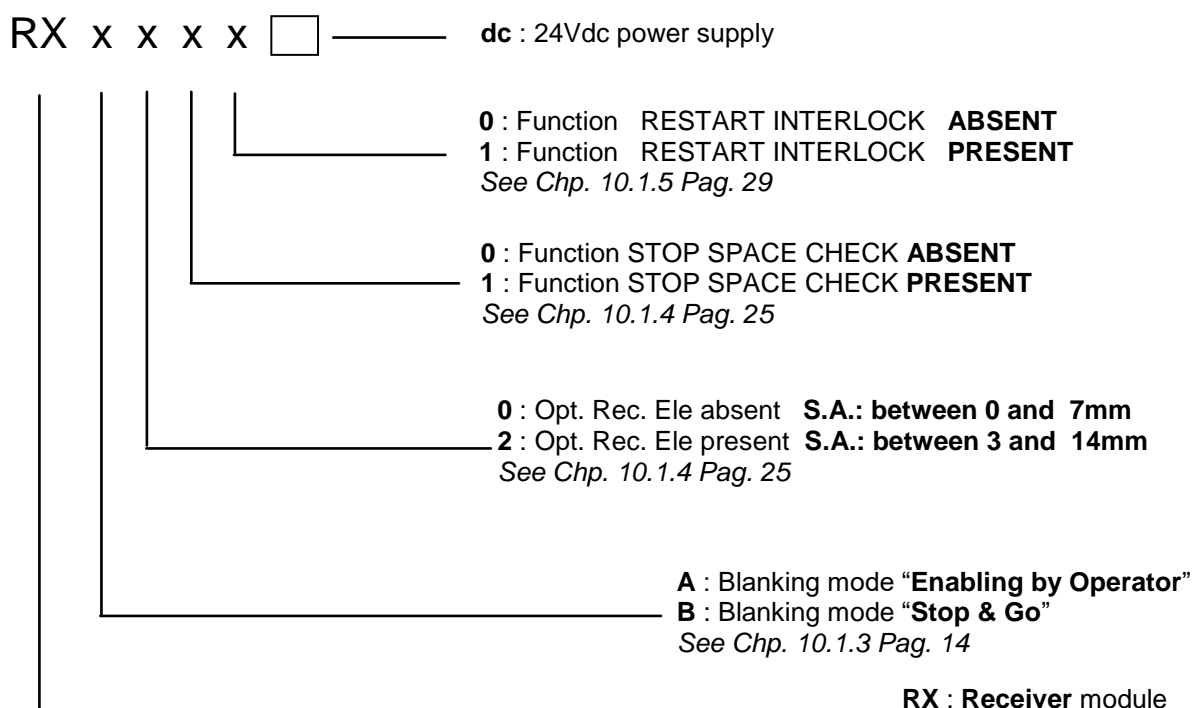 RX x x x x dc : 24Vdc power supply
0 : Function RESTART INTERLOCK ABSENT
1 : Function RESTART INTERLOCK PRESENT
See Chp. 10.1.5 Pag. 29
0 : Function STOP SPACE CHECK ABSENT
1 : Function STOP SPACE CHECK PRESENT
See Chp. 10.1.4 Pag. 25
0 : Opt. Rec. Ele absent S.A.: between 0 and 7mm
2 : Opt. Rec. Ele present S.A.: between 3 and 14mm
See Chp. 10.1.4 Pag. 25
A : Blanking mode “Enabling by Operator”
B : Blanking mode “Stop & Go”
See Chp. 10.1.3 Pag. 14
RX : Receiver module